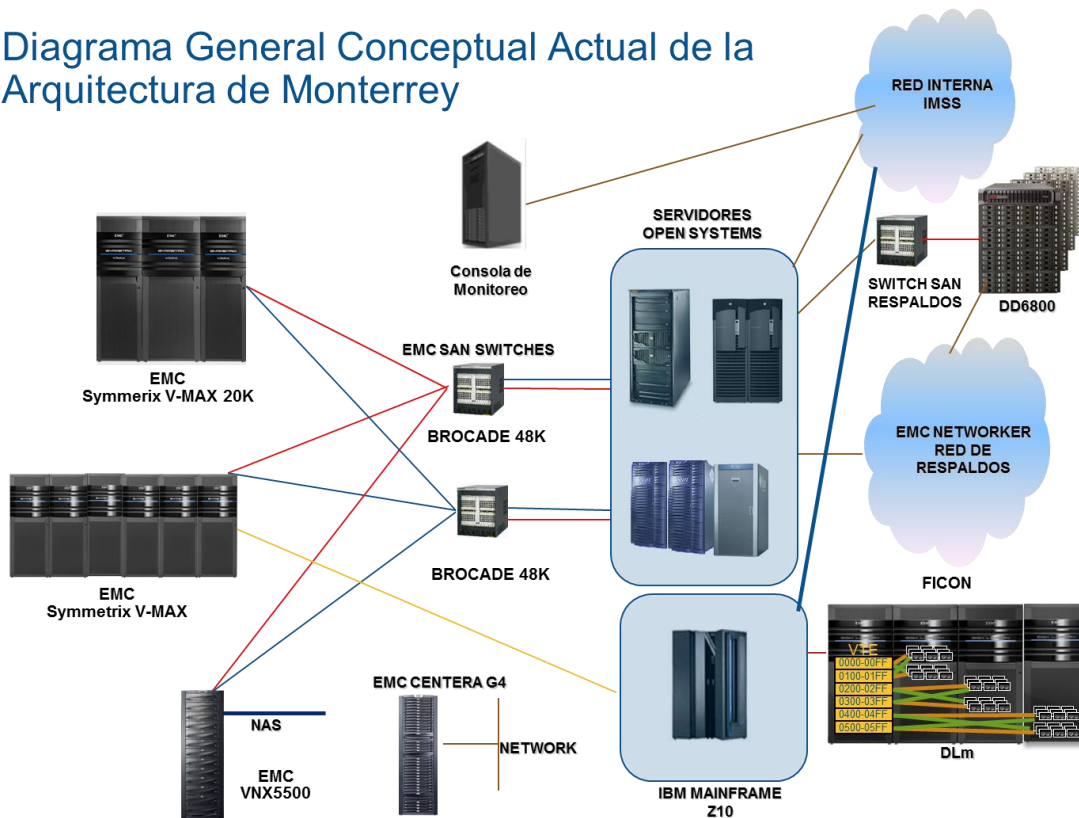 Diagrama General Conceptual Actual de la
Arquitectura de Monterrey
RED INTERNA
IMSS
SERVIDORES
OPEN SYSTEMS
Consola de
Monitoreo
SWITCH SAN
RESPALDOS
DD6800
EMC SAN SWITCHES
EMC
Symmerix V-MAX 20K
BROCADE 48K
EMC NETWORKER
RED DE
RESPALDOS
BROCADE 48K
EMC
Symmetrix V-MAX
FICON
VTE
0000-00FF
0100-01FF
0200-02FF
0300-03FF
0400-04FF
0500-05FF
DLm
EMC CENTERA G4
NAS
NETWORK
EMC
VNX5500
IBM MAINFRAME
Z10